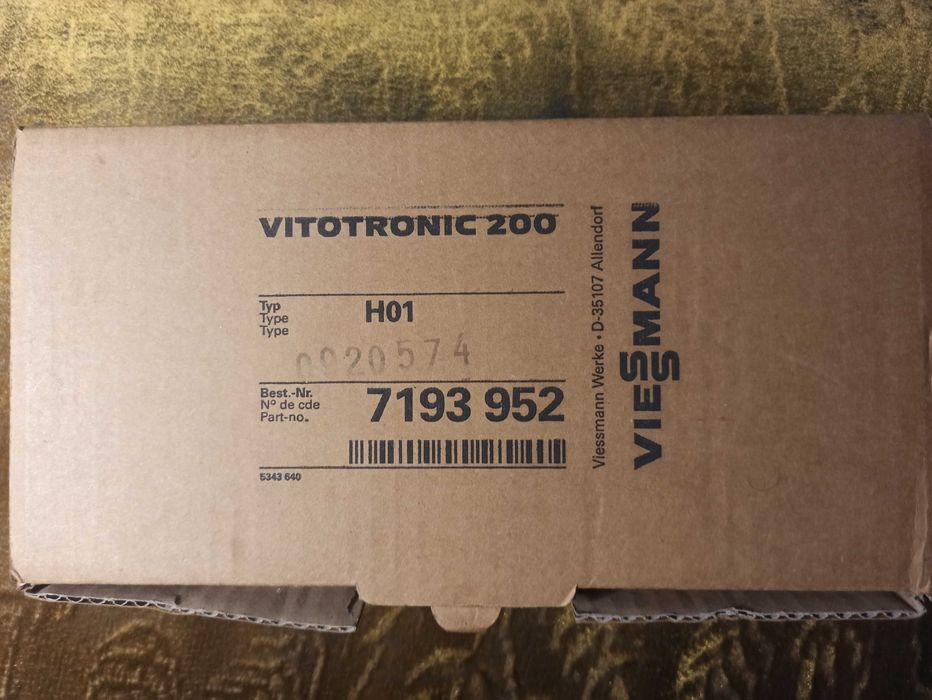 VITOTRONIC 200
Typ
Type
Type
H01
0820574
Best.-Nr.
N° de cde
Part-no.
7193 952
5343 640
Viessmann Werke • D-35107 Allendorf
VIESSMANN